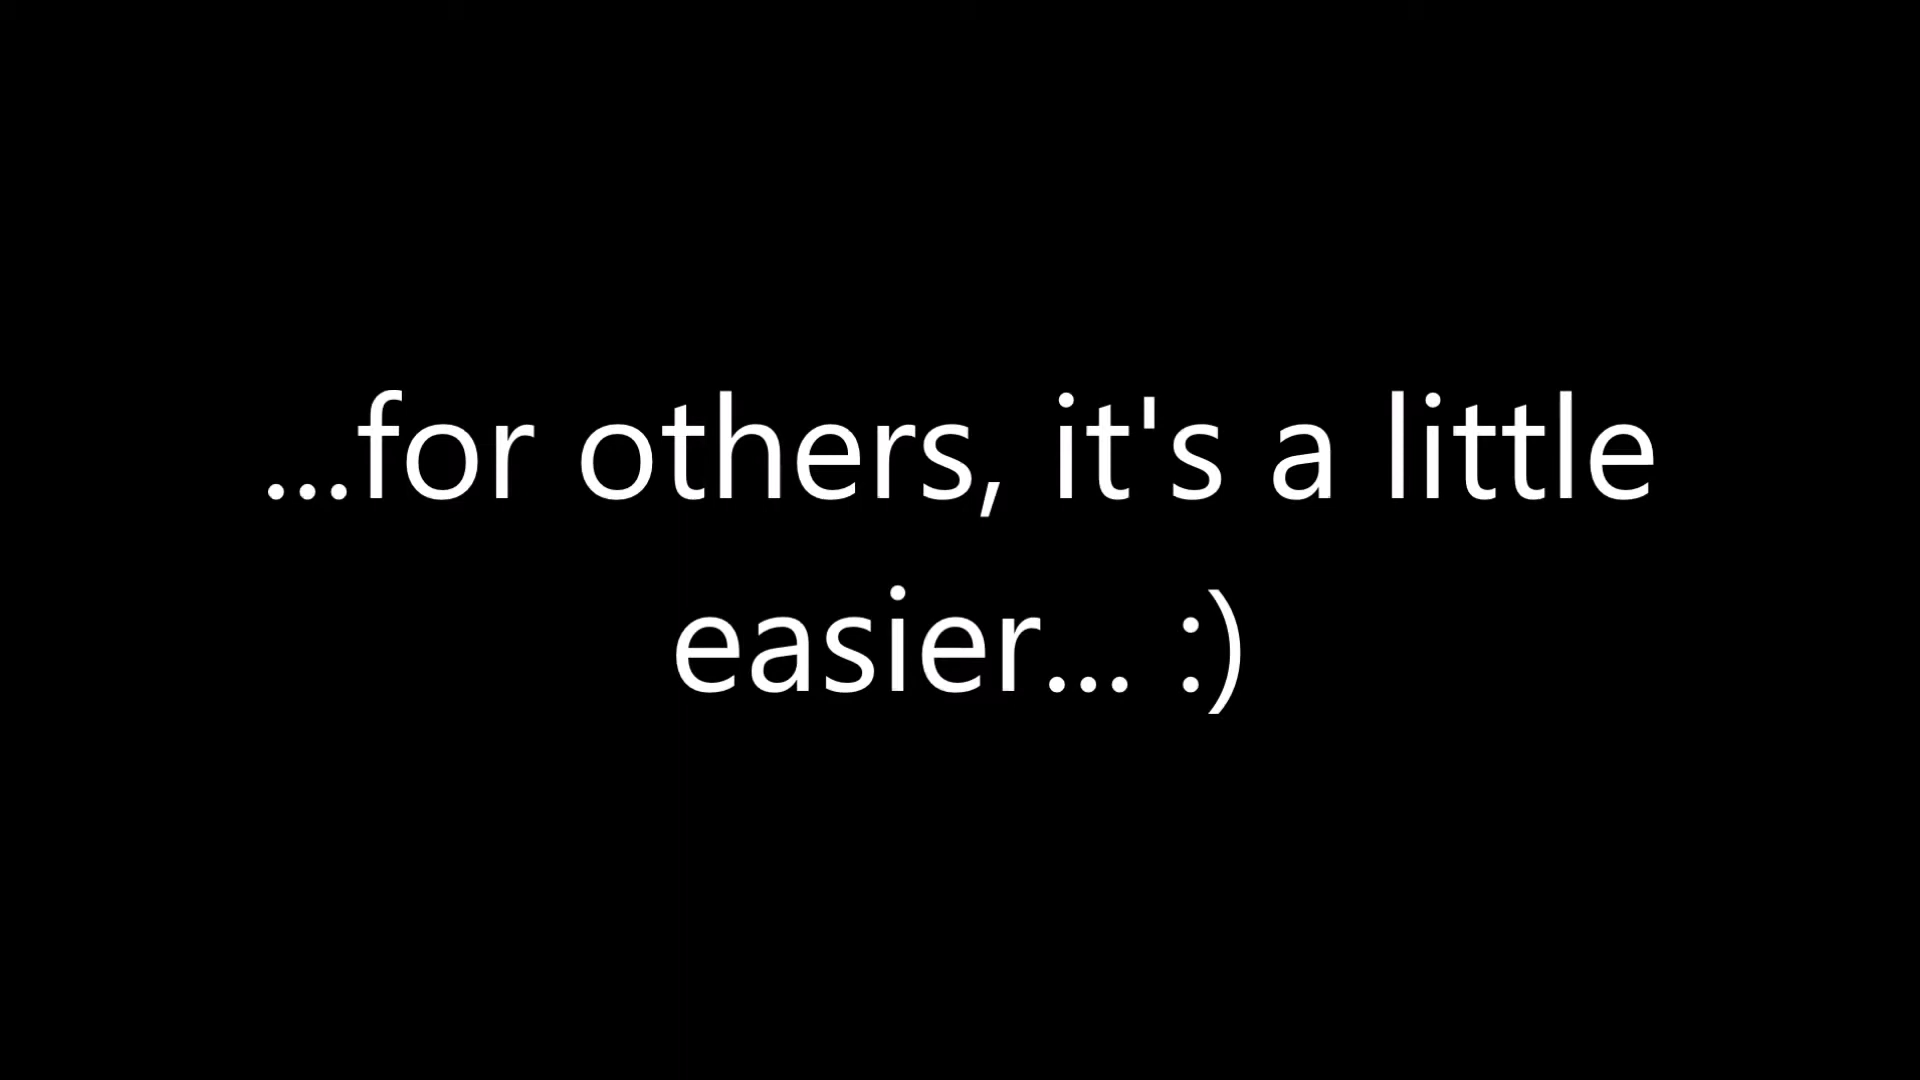 ...for others, it's a little
easier... :)